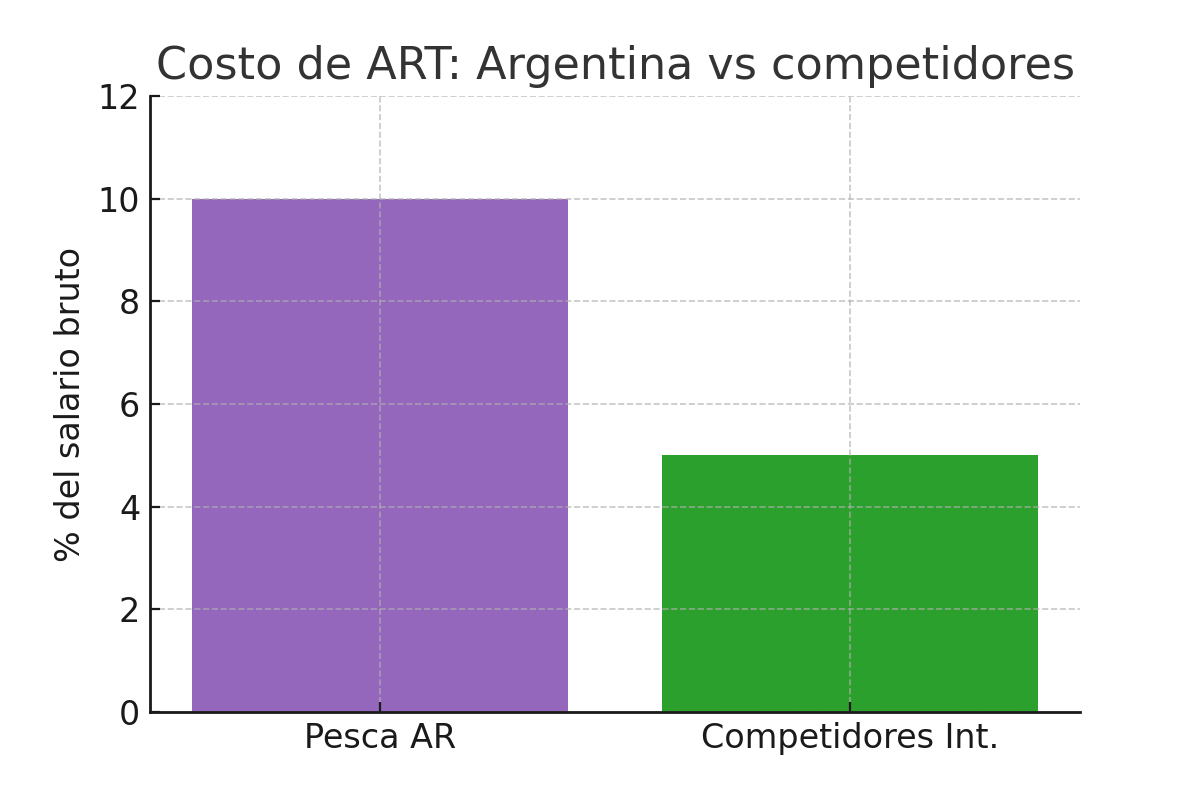 Costo de ART: Argentina vs competidores
% del salario bruto
12
10
8
6
4
2
0
Pesca AR
Competidores Int.